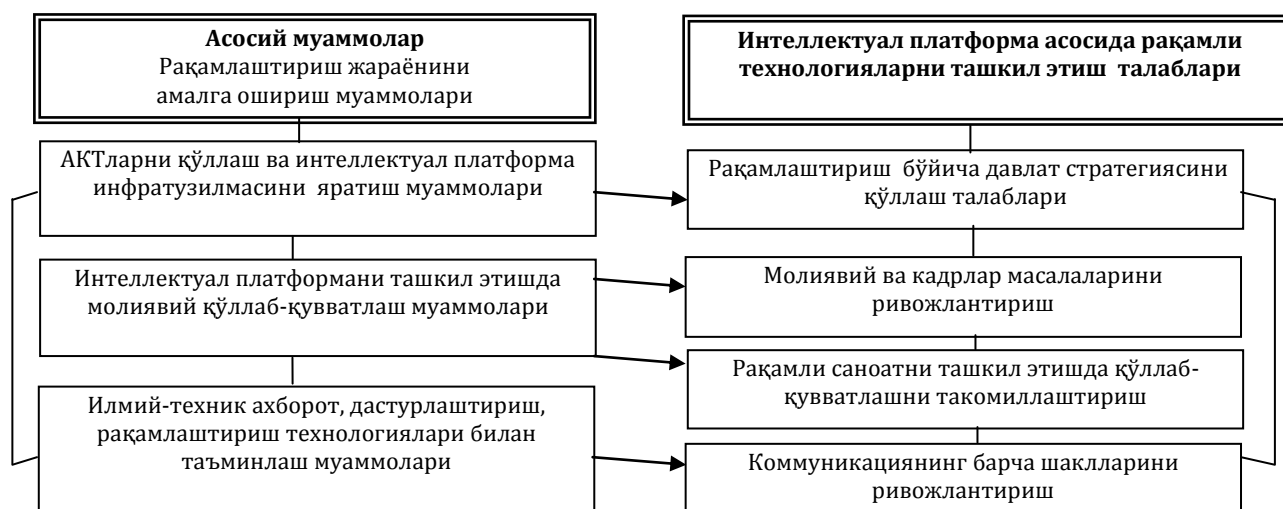 Асосий муаммолар
Рақамлаштириш жараёнини
амалга ошириш муаммолари
Интеллектуал платформа асосида рақамли
технологияларни ташкил этиш талаблари
АКТларни қўллаш ва интеллектуал платформа
инфратузилмасини яратиш муаммолари
Рақамлаштириш бўйича давлат стратегиясини
қўллаш талаблари
Интеллектуал платформани ташкил этишда
молиявий қўллаб-қувватлаш муаммолари
Молиявий ва кадрлар масалаларини
ривожлантириш
Рақамли саноатни ташкил этишда қўллаб-
қувватлашни такомиллаштириш
Илмий-техник ахборот, дастурлаштириш,
рақамлаштириш технологиялари билан
таъминлаш муаммолари
Коммуникациянинг барча шаклларини
ривожлантириш